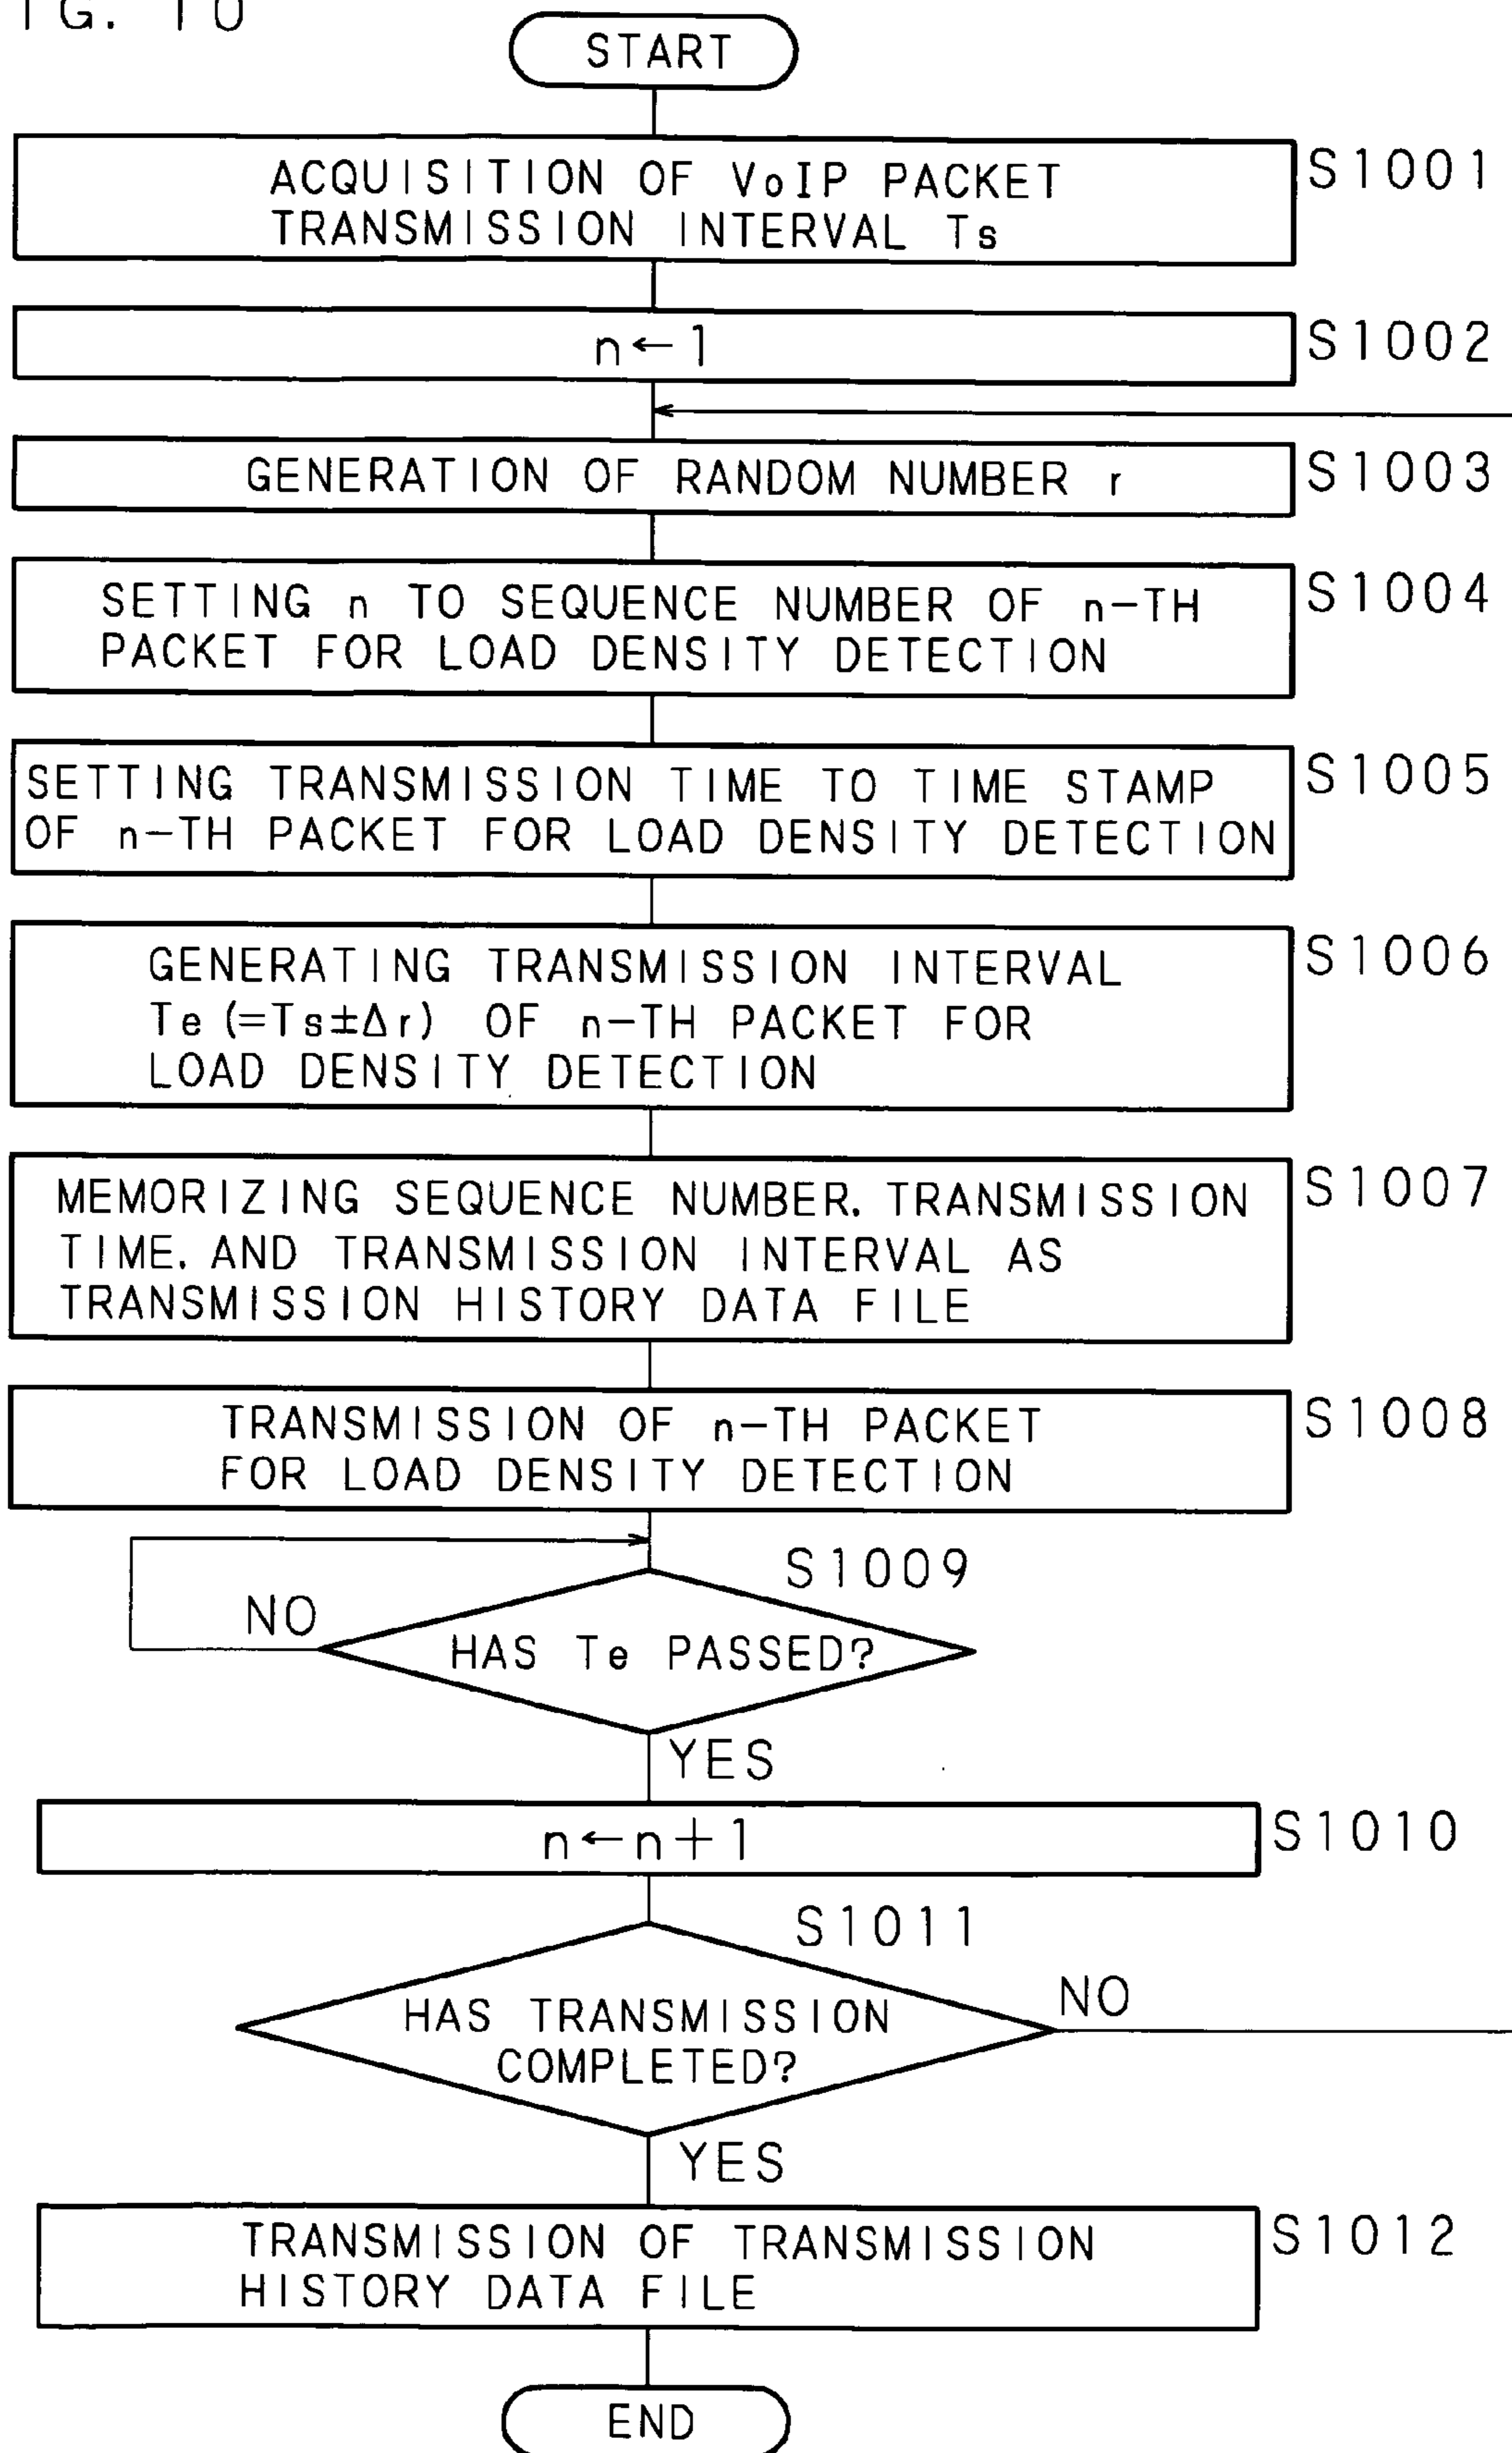 IG. 10
START
ACQUISITION OF VoIP PACKET
TRANSMISSION INTERVAL Ts
S1001
n←1
S1002
GENERATION OF RANDOM NUMBER r
S1003
SETTING n TO SEQUENCE NUMBER OF n-TH
PACKET FOR LOAD DENSITY DETECTION
S1004
SETTING TRANSMISSION TIME TO TIME STAMP
OF n-TH PACKET FOR LOAD DENSITY DETECTION
S1005
GENERATING TRANSMISSION INTERVAL
Te (=Ts±Δr) OF n-TH PACKET FOR
LOAD DENSITY DETECTION
S1006
MEMORIZING SEQUENCE NUMBER. TRANSMISSION
TIME. AND TRANSMISSION INTERVAL AS
TRANSMISSION HISTORY DATA FILE
S1007
TRANSMISSION OF n-TH PACKET
FOR LOAD DENSITY DETECTION
S1008
S1009
NO
HAS Te PASSED?
YES
n←n+1
S1010
S1011
HAS TRANSMISSION
COMPLETED?
NO
YES
TRANSMISSION OF TRANSMISSION
HISTORY DATA FILE
S1012
END